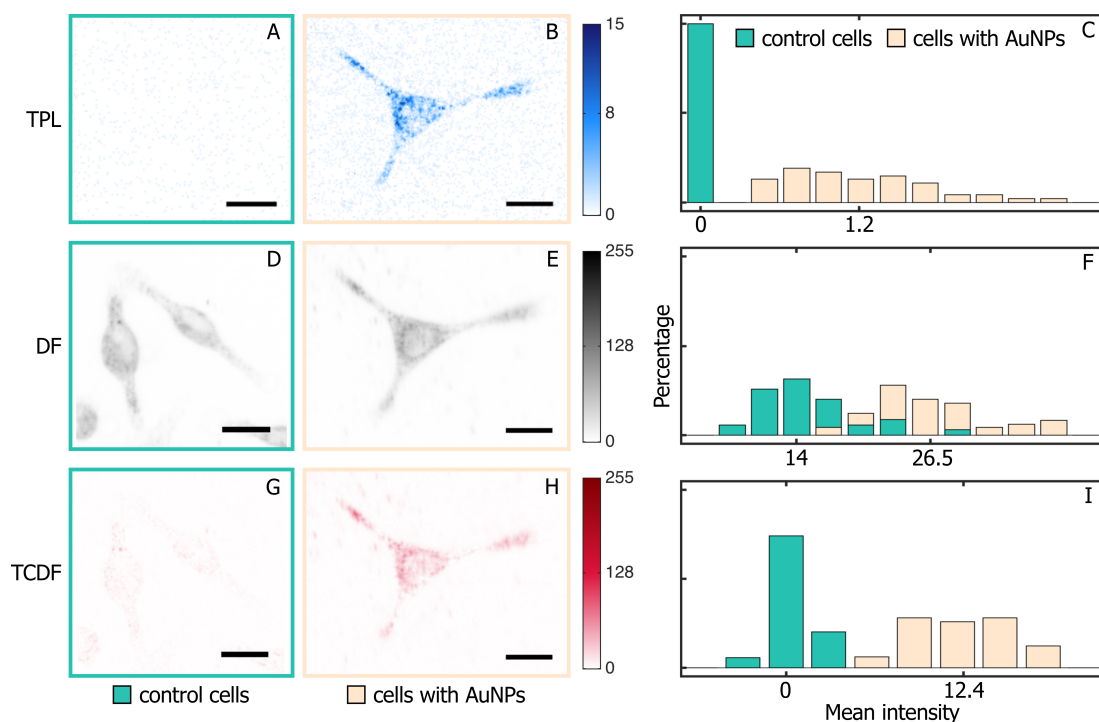 A
B
15
8
0
TPL
C
control cells
cells with AuNPs
0
1.2
D
E
255
128
0
DF
F
Percentage
14
26.5
G
H
255
128
0
TCDF
I
0
12.4
Mean intensity
control cells
cells with AuNPs